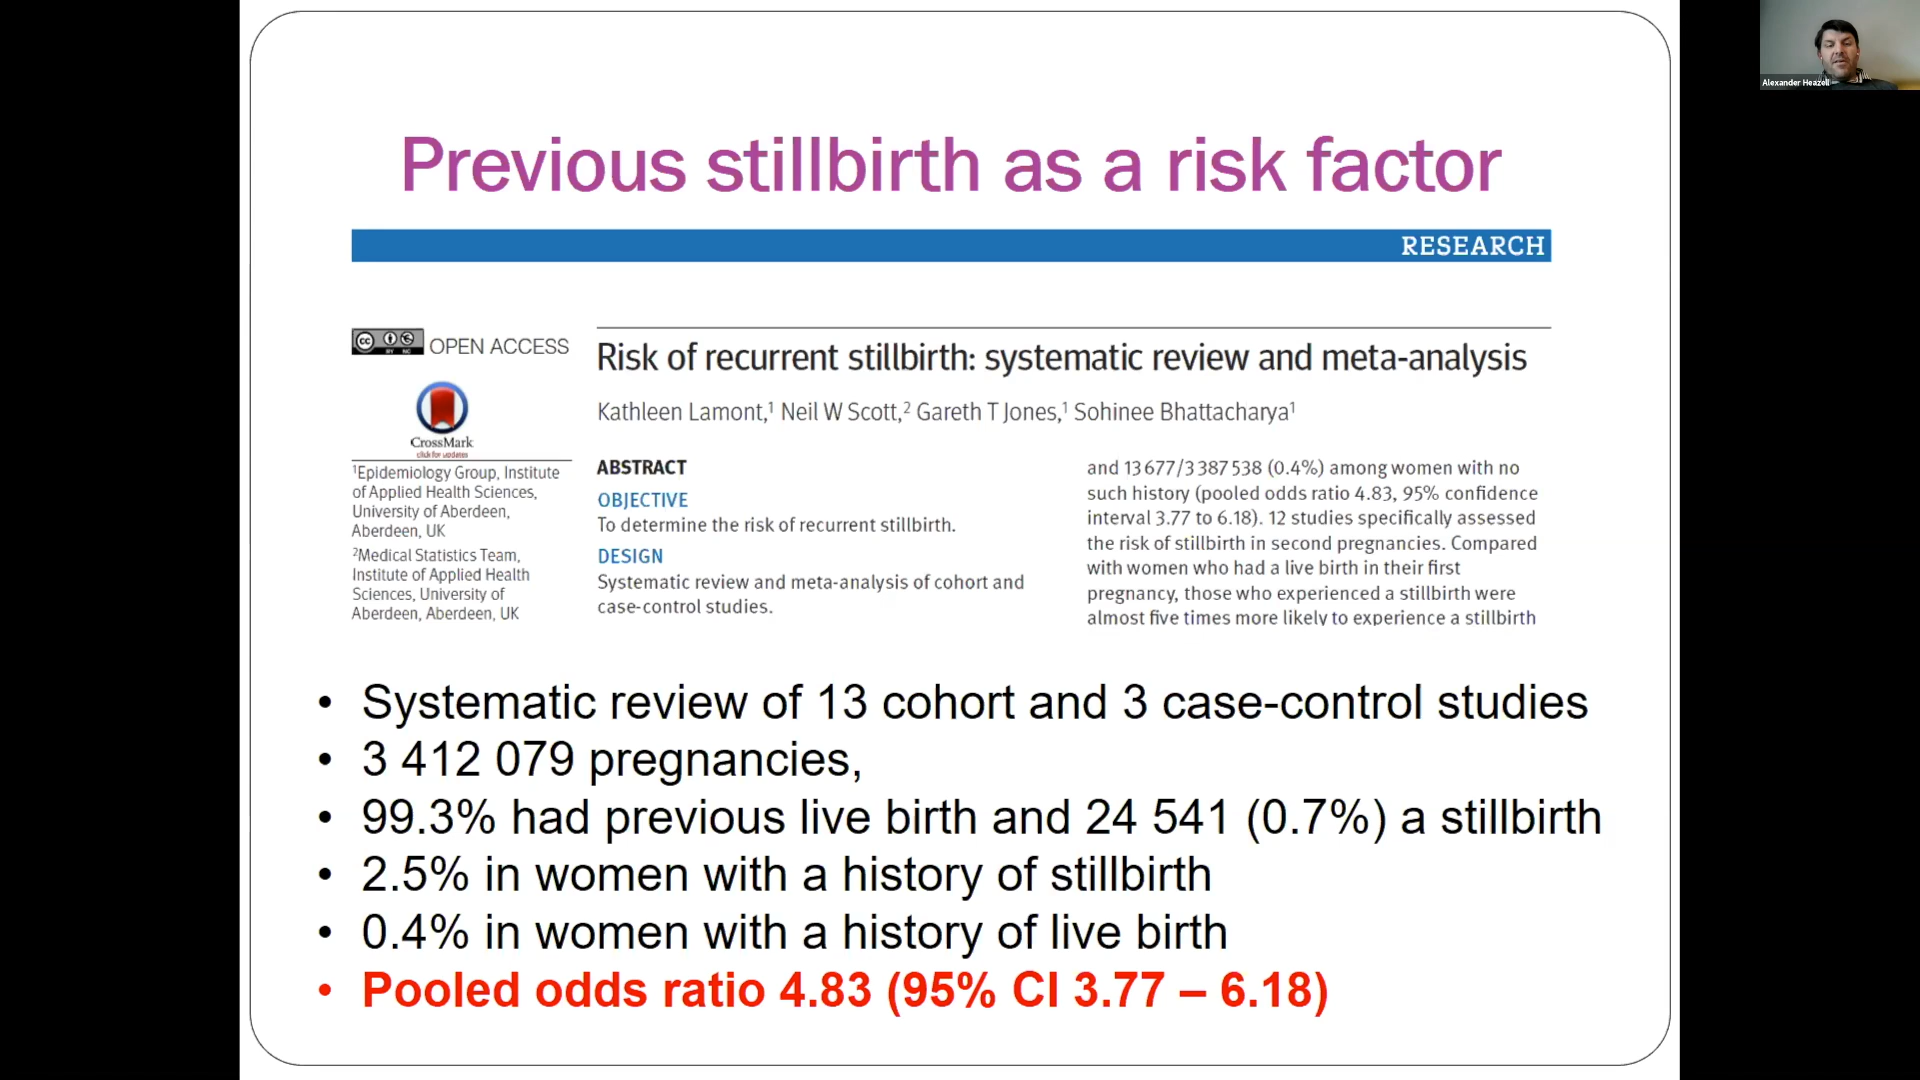 Alexander Heazell
Previous stillbirth as a risk factor
RESEARCH
OPEN ACCESS
CrossMark
click for updates
¹Epidemiology Group, Institute
of Applied Health Sciences,
University of Aberdeen,
Aberdeen, UK
²Medical Statistics Team,
Institute of Applied Health
Sciences, University of
Aberdeen, Aberdeen, UK
Risk of recurrent stillbirth: systematic review and meta-analysis
Kathleen Lamont,¹ Neil W Scott,² Gareth T Jones,¹ Sohinee Bhattacharya¹
ABSTRACT
OBJECTIVE
To determine the risk of recurrent stillbirth.
DESIGN
Systematic review and meta-analysis of cohort and
case-control studies.
and 13 677/3 387 538 (0.4%) among women with no
such history (pooled odds ratio 4.83, 95% confidence
interval 3.77 to 6.18). 12 studies specifically assessed
the risk of stillbirth in second pregnancies. Compared
with women who had a live birth in their first
pregnancy, those who experienced a stillbirth were
almost five times more likely to experience a stillbirth
• Systematic review of 13 cohort and 3 case-control studies
• 3 412 079 pregnancies,
• 99.3% had previous live birth and 24 541 (0.7%) a stillbirth
• 2.5% in women with a history of stillbirth
• 0.4% in women with a history of live birth
• Pooled odds ratio 4.83 (95% CI 3.77 – 6.18)